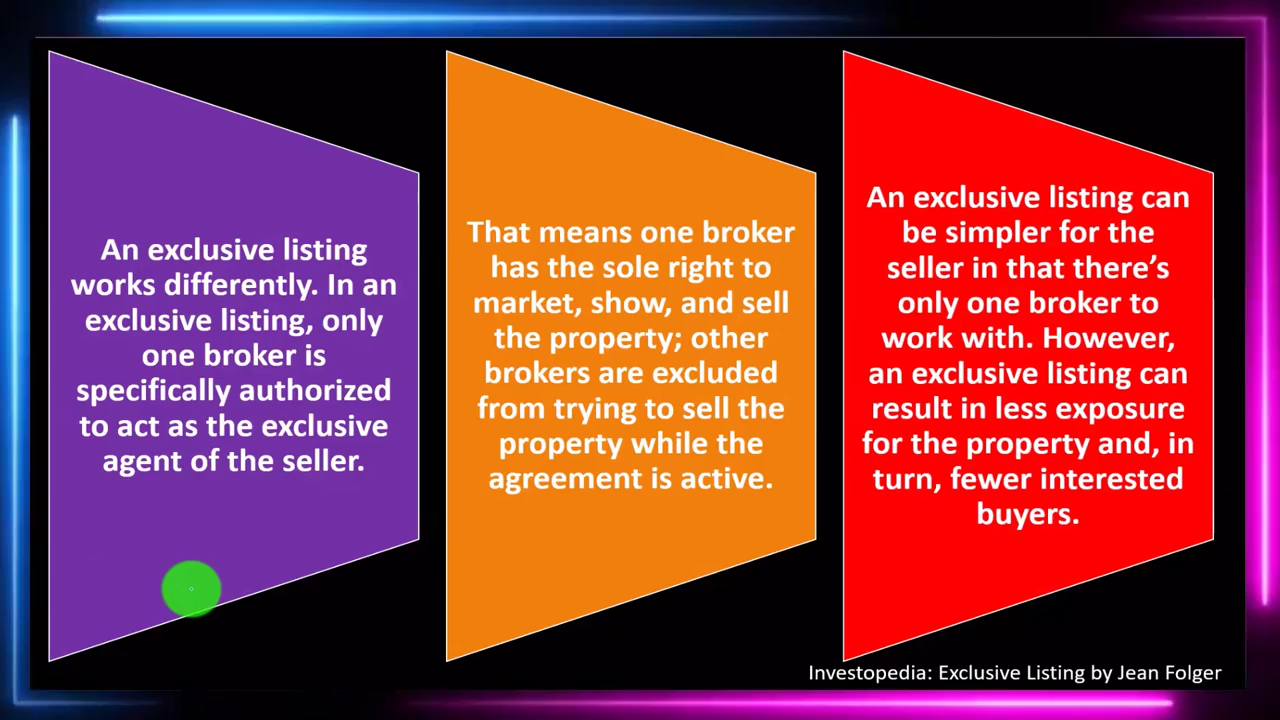 An exclusive listing
works differently. In an
exclusive listing, only
one broker is
specifically authorized
to act as the exclusive
agent of the seller.
That means one broker
has the sole right to
market, show, and sell
the property; other
brokers are excluded
from trying to sell the
property while the
agreement is active.
An exclusive listing can
be simpler for the
seller in that there’s
only one broker to
work with. However,
an exclusive listing can
result in less exposure
for the property and, in
turn, fewer interested
buyers.
Investopedia: Exclusive Listing by Jean Folger